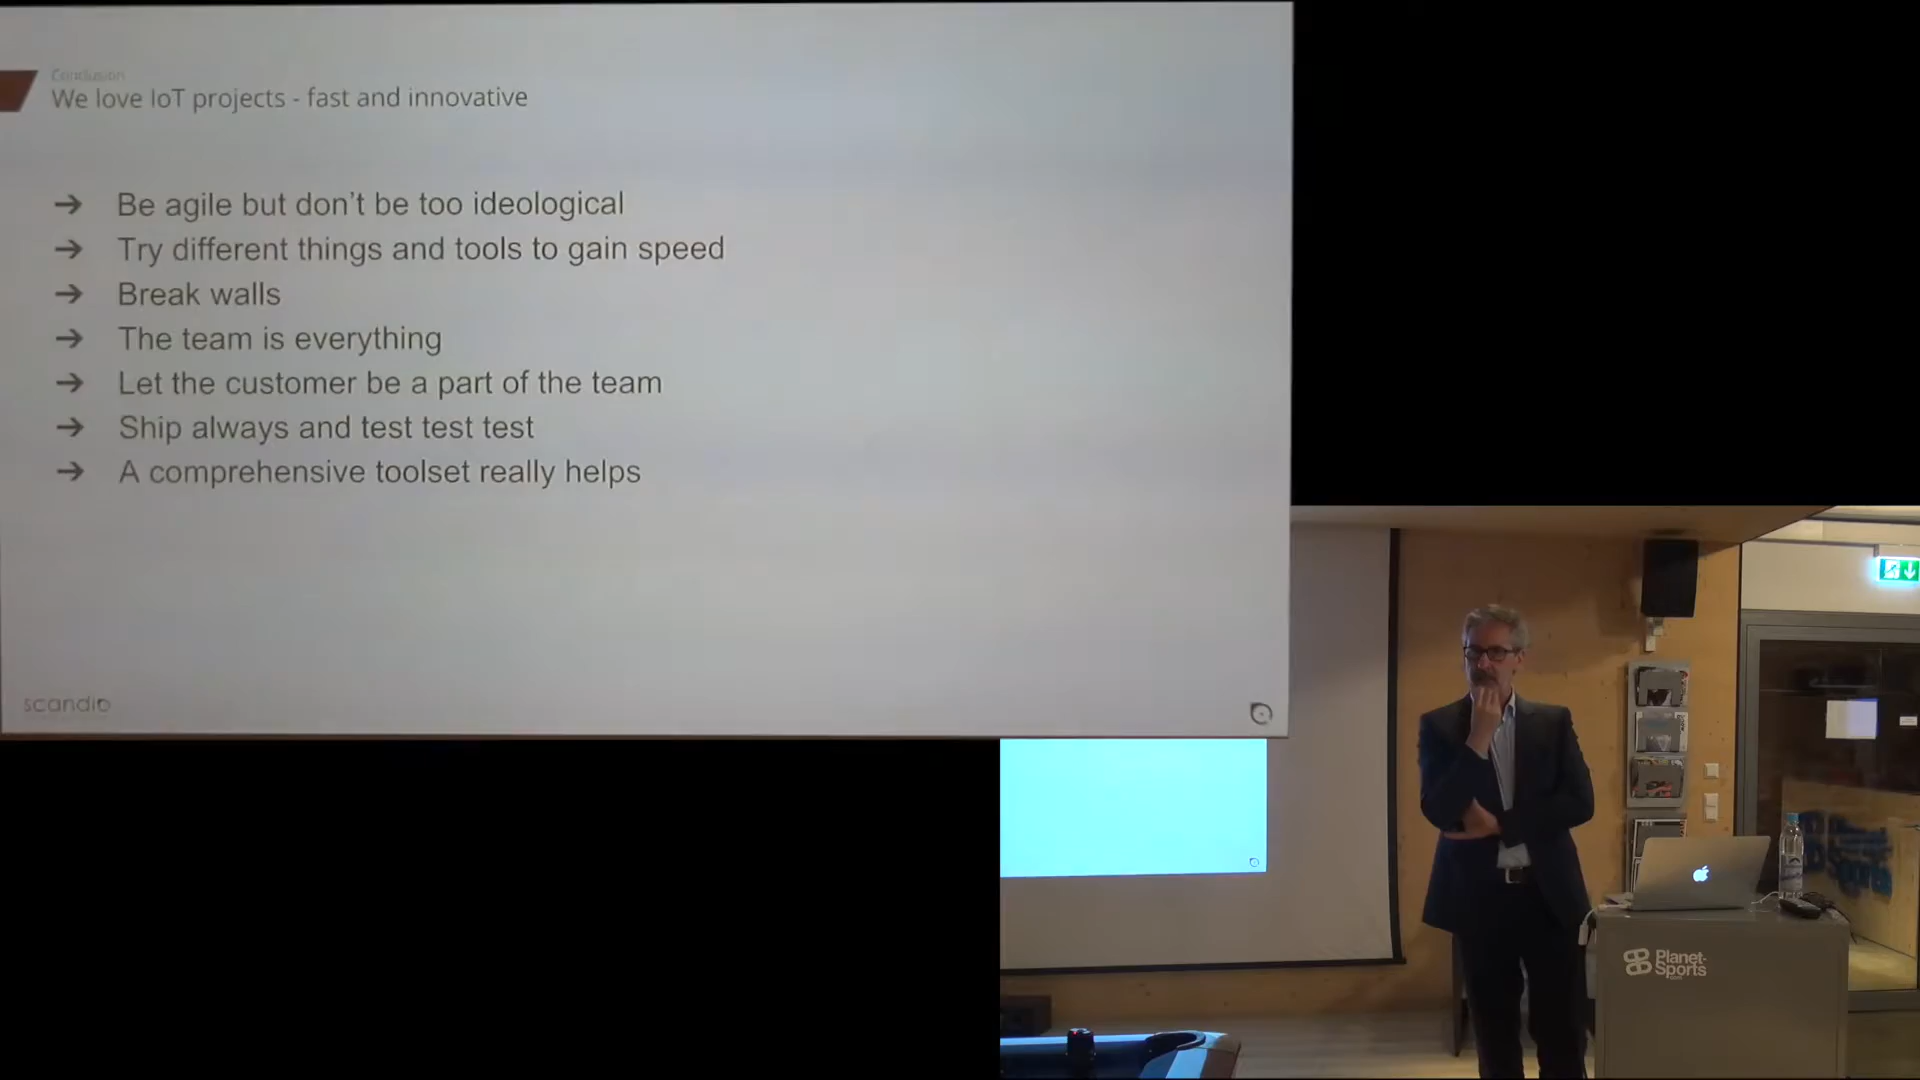 Conclusion
We love IoT projects - fast and innovative
➔ Be agile but don't be too ideological
➔ Try different things and tools to gain speed
➔ Break walls
➔ The team is everything
➔ Let the customer be a part of the team
➔ Ship always and test test test
➔ A comprehensive toolset really helps
scandio
Planet-
Sports